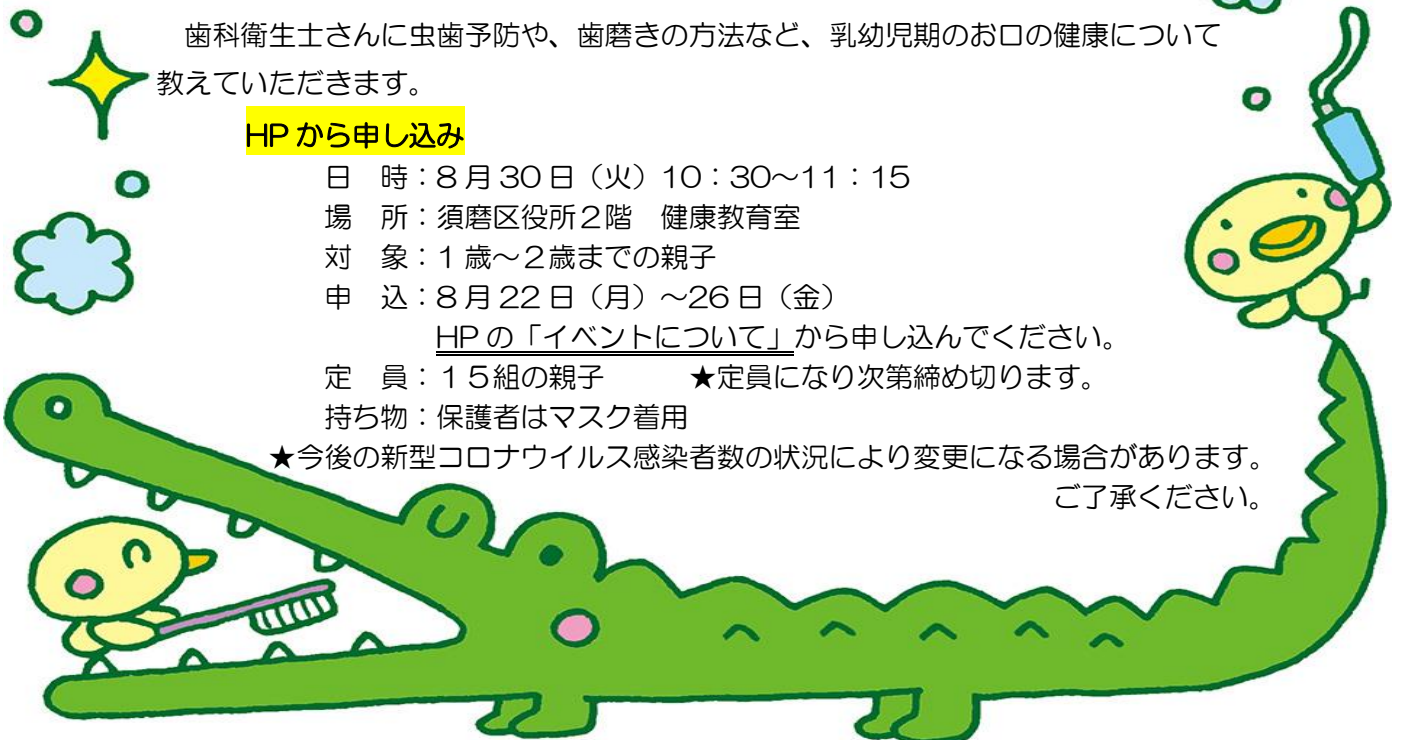 歯科衛生士さんに虫歯予防や、歯磨きの方法など、乳幼児期のお口の健康について
教えていただきます。
HPから申し込み
日　時：8月30日（火）10：30～11：15
場　所：須磨区役所２階　健康教育室
対　象：1歳～2歳までの親子
申　込：8月22日（月）～26日（金）
HPの「イベントについて」から申し込んでください。
定　員：１５組の親子　　　★定員になり次第締め切ります。
持ち物：保護者はマスク着用
★今後の新型コロナウイルス感染者数の状況により変更になる場合があります。
ご了承ください。